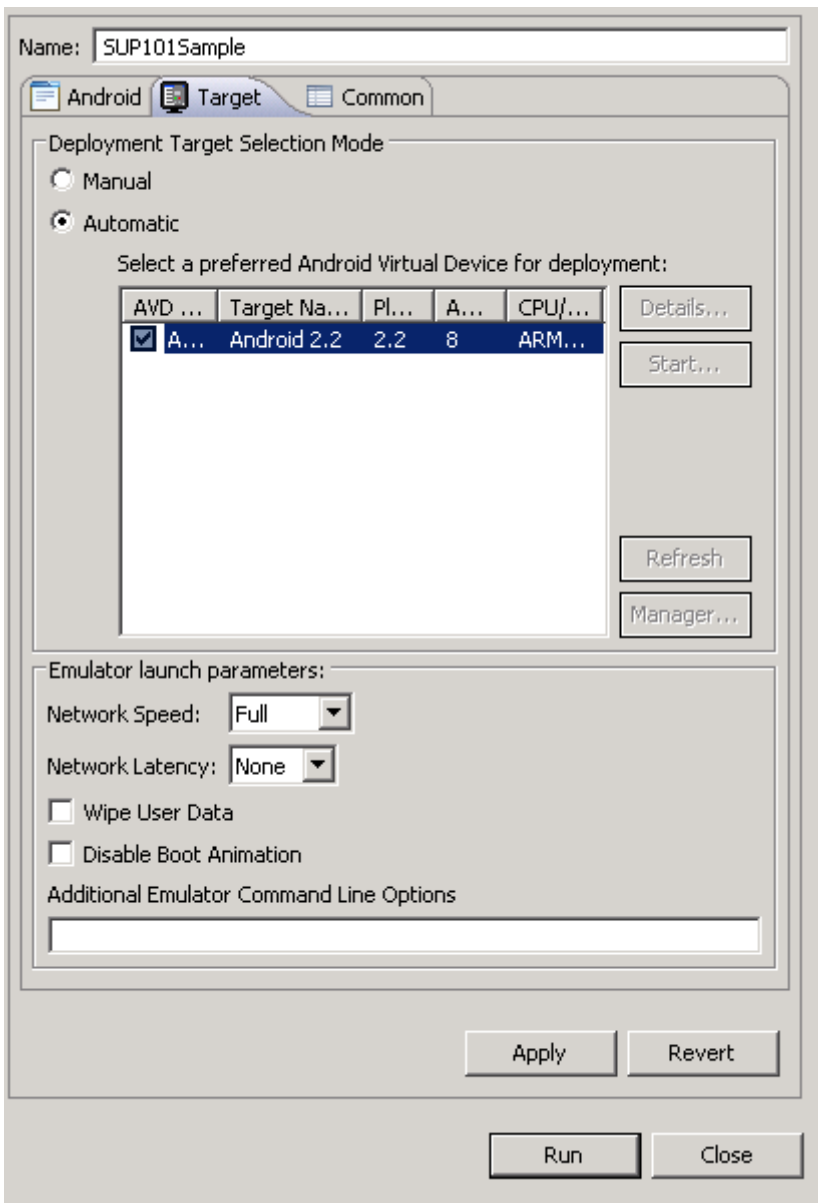 Name: SUP101Sample
Android Target Common
Deployment Target Selection Mode
Manual
Automatic
Select a preferred Android Virtual Device for deployment:
AVD ... Target Na... Pl... A... CPU/... Details...
A... Android 2.2 2.2 8 ARM...
Start...
Refresh
Manager...
Emulator launch parameters:
Network Speed: Full
Network Latency: None
Wipe User Data
Disable Boot Animation
Additional Emulator Command Line Options
Apply Revert
Run Close